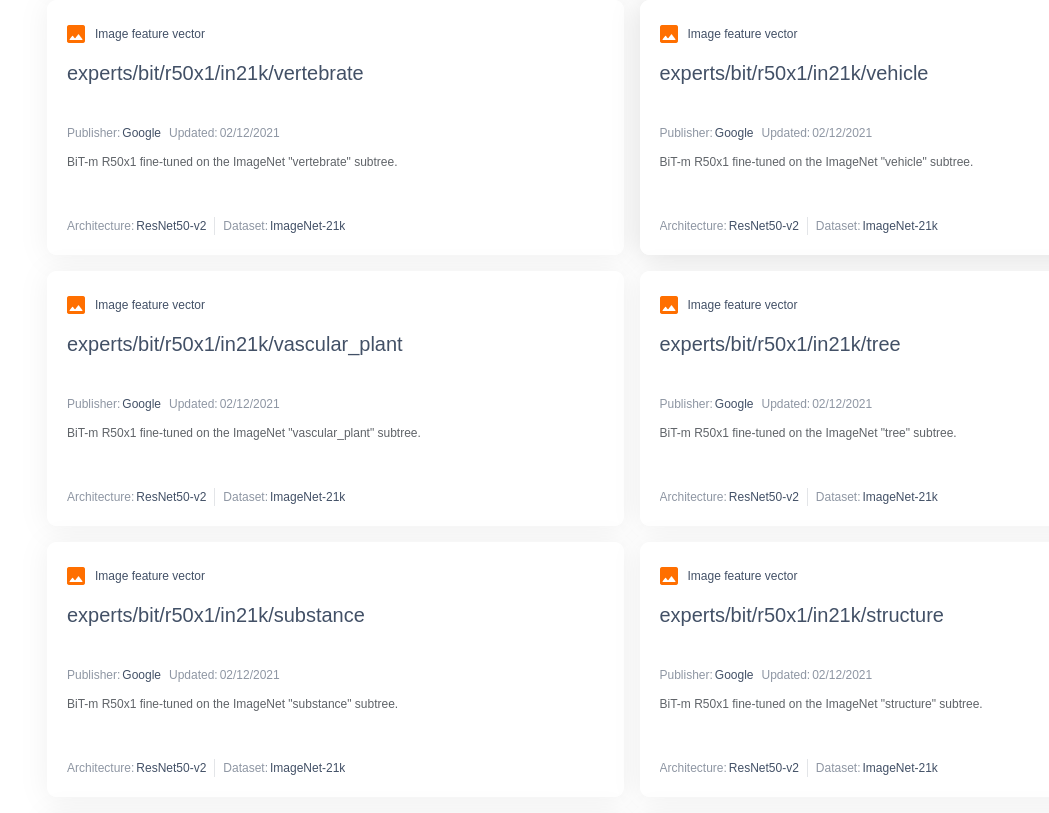 Image feature vector
experts/bit/r50x1/in21k/vertebrate
Publisher: Google Updated: 02/12/2021
BiT-m R50x1 fine-tuned on the ImageNet "vertebrate" subtree.
Architecture: ResNet50-v2 Dataset: ImageNet-21k
Image feature vector
experts/bit/r50x1/in21k/vehicle
Publisher: Google Updated: 02/12/2021
BiT-m R50x1 fine-tuned on the ImageNet "vehicle" subtree.
Architecture: ResNet50-v2 Dataset: ImageNet-21k
Image feature vector
experts/bit/r50x1/in21k/vascular_plant
Publisher: Google Updated: 02/12/2021
BiT-m R50x1 fine-tuned on the ImageNet "vascular_plant" subtree.
Architecture: ResNet50-v2 Dataset: ImageNet-21k
Image feature vector
experts/bit/r50x1/in21k/tree
Publisher: Google Updated: 02/12/2021
BiT-m R50x1 fine-tuned on the ImageNet "tree" subtree.
Architecture: ResNet50-v2 Dataset: ImageNet-21k
Image feature vector
experts/bit/r50x1/in21k/substance
Publisher: Google Updated: 02/12/2021
BiT-m R50x1 fine-tuned on the ImageNet "substance" subtree.
Architecture: ResNet50-v2 Dataset: ImageNet-21k
Image feature vector
experts/bit/r50x1/in21k/structure
Publisher: Google Updated: 02/12/2021
BiT-m R50x1 fine-tuned on the ImageNet "structure" subtree.
Architecture: ResNet50-v2 Dataset: ImageNet-21k